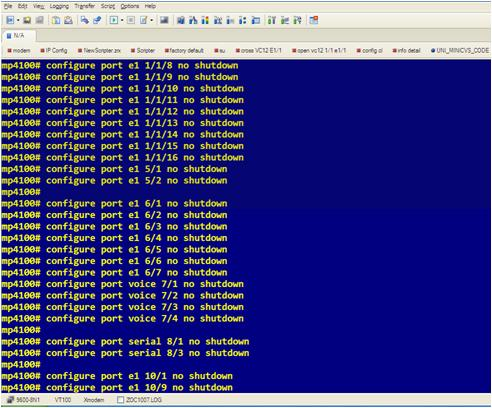 File Edit View Logging Transfer Script Tools Options Help
N/A
modem IP Config NewScripter.zrx Scripter factory default su cross VC12 E1/1 open vc12 1/1 e1/1 config cl info detail UNI_MINICVS_CODE
mp4100# configure port e1 1/1/8 no shutdown
mp4100# configure port e1 1/1/9 no shutdown
mp4100# configure port e1 1/1/10 no shutdown
mp4100# configure port e1 1/1/11 no shutdown
mp4100# configure port e1 1/1/12 no shutdown
mp4100# configure port e1 1/1/13 no shutdown
mp4100# configure port e1 1/1/14 no shutdown
mp4100# configure port e1 1/1/15 no shutdown
mp4100# configure port e1 1/1/16 no shutdown
mp4100# configure port e1 5/1 no shutdown
mp4100# configure port e1 5/2 no shutdown
mp4100#
mp4100# configure port e1 6/1 no shutdown
mp4100# configure port e1 6/2 no shutdown
mp4100# configure port e1 6/3 no shutdown
mp4100# configure port e1 6/4 no shutdown
mp4100# configure port e1 6/5 no shutdown
mp4100# configure port e1 6/6 no shutdown
mp4100# configure port e1 6/7 no shutdown
mp4100# configure port voice 7/1 no shutdown
mp4100# configure port voice 7/2 no shutdown
mp4100# configure port voice 7/3 no shutdown
mp4100# configure port voice 7/4 no shutdown
mp4100#
mp4100# configure port serial 8/1 no shutdown
mp4100# configure port serial 8/3 no shutdown
mp4100#
mp4100# configure port e1 10/1 no shutdown
mp4100# configure port e1 10/9 no shutdown
9600-8N1 VT100 Xmodem ZOC1007.LOG